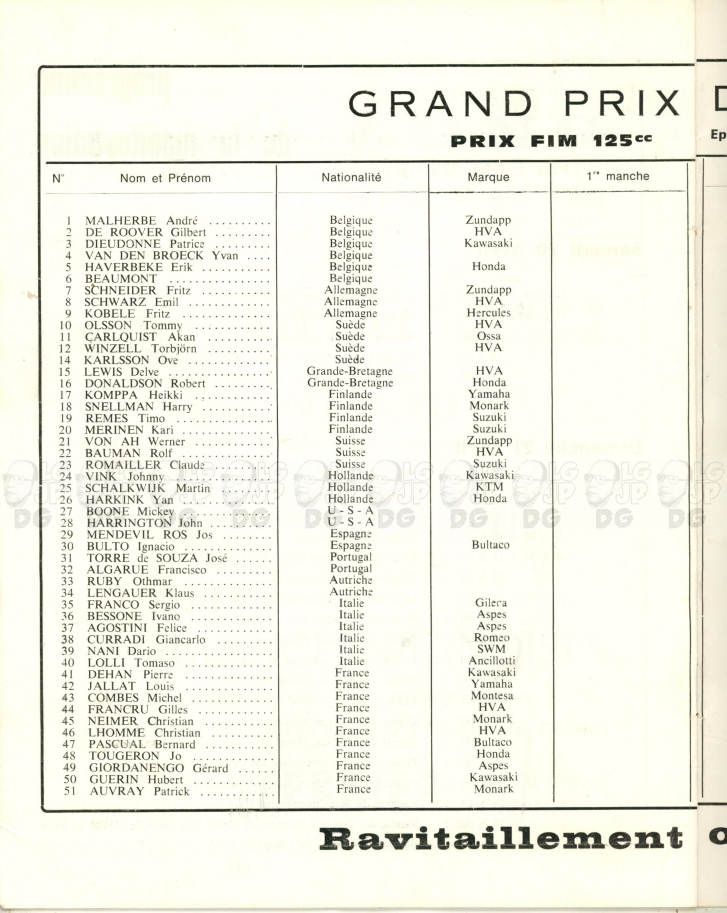 GRAND PRIX D
PRIX FIM 125cc
Ep
N° Nom et Prénom Nationalité Marque 1re manche
1 MALHERBE André .......... Belgique Zundapp
2 DE ROOVER Gilbert ......... Belgique HVA
3 DIEUDONNE Patrice .......... Belgique Kawasaki
4 VAN DEN BROECK Yvan .... Belgique
5 HAVERBEKE Erik ........... Belgique Honda
6 BEAUMONT ................ Belgique
7 SCHNEIDER Fritz ............ Allemagne Zundapp
8 SCHWARZ Emil .............. Allemagne HVA
9 KOBELE Fritz ............... Allemagne Hercules
10 OLSSON Tommy ............ Suède HVA
11 CARLQUIST Akan ........... Suède Ossa
12 WINZELL Torbjörn .......... Suède HVA
14 KARLSSON Ove ............. Suède
15 LEWIS Delve ................ Grande-Bretagne HVA
16 DONALDSON Robert ......... Grande-Bretagne Honda
17 KOMPPA Heikki ............ Finlande Yamaha
18 SNELLMAN Harry ........... Finlande Monark
19 REMES Timo ............... Finlande Suzuki
20 MERINEN Kari .............. Finlande Suzuki
21 VON AH Werner ............ Suisse Zundapp
22 BAUMAN Rolf .............. Suisse HVA
23 ROMAILLER Claude .......... Suisse Suzuki
24 VINK Johnny ............... Hollande Kawasaki
25 SCHALKWIJK Martin ......... Hollande KTM
26 HARKINK Yan .............. Hollande Honda
27 BOONE Mickey ............. U - S - A
28 HARRINGTON John .......... U - S - A
29 MENDEVIL ROS Jos ......... Espagne
30 BULTO Ignacio .............. Espagne Bultaco
31 TORRE de SOUZA José ...... Portugal
32 ALGARUE Francisco ......... Portugal
33 RUBY Othmar .............. Autriche
34 LENGAUER Klaus ........... Autriche
35 FRANCO Sergio ............. Italie Gilera
36 BESSONE Ivano ............. Italie Aspes
37 AGOSTINI Felice ............ Italie Aspes
38 CURRADI Giancarlo ......... Italie Romeo
39 NANI Dario ................ Italie SWM
40 LOLLI Tomaso .............. Italie Ancillotti
41 DEHAN Pierre .............. France Kawasaki
42 JALLAT Louis ............... France Yamaha
43 COMBES Michel ............. France Montesa
44 FRANCRU Gilles ............ France HVA
45 NEIMER Christian ........... France Monark
46 LHOMME Christian .......... France HVA
47 PASCUAL Bernard ........... France Bultaco
48 TOUGERON Jo ............. France Honda
49 GIORDANENGO Gérard ...... France Aspes
50 GUERIN Hubert ............. France Kawasaki
51 AUVRAY Patrick ............ France Monark
Ravitaillement o